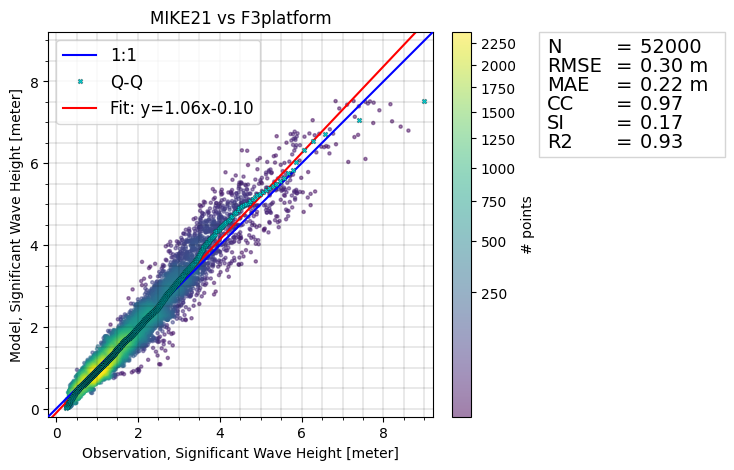 MIKE21 vs F3platform
1:1
Q-Q
Fit: y=1.06x-0.10
Model, Significant Wave Height [meter]
8
6
4
2
0
0 2 4 6 8
Observation, Significant Wave Height [meter]
2250
2000
1750
1500
1250
1000
750
500
250
# points
N = 52000
RMSE = 0.30 m
MAE = 0.22 m
CC = 0.97
SI = 0.17
R2 = 0.93